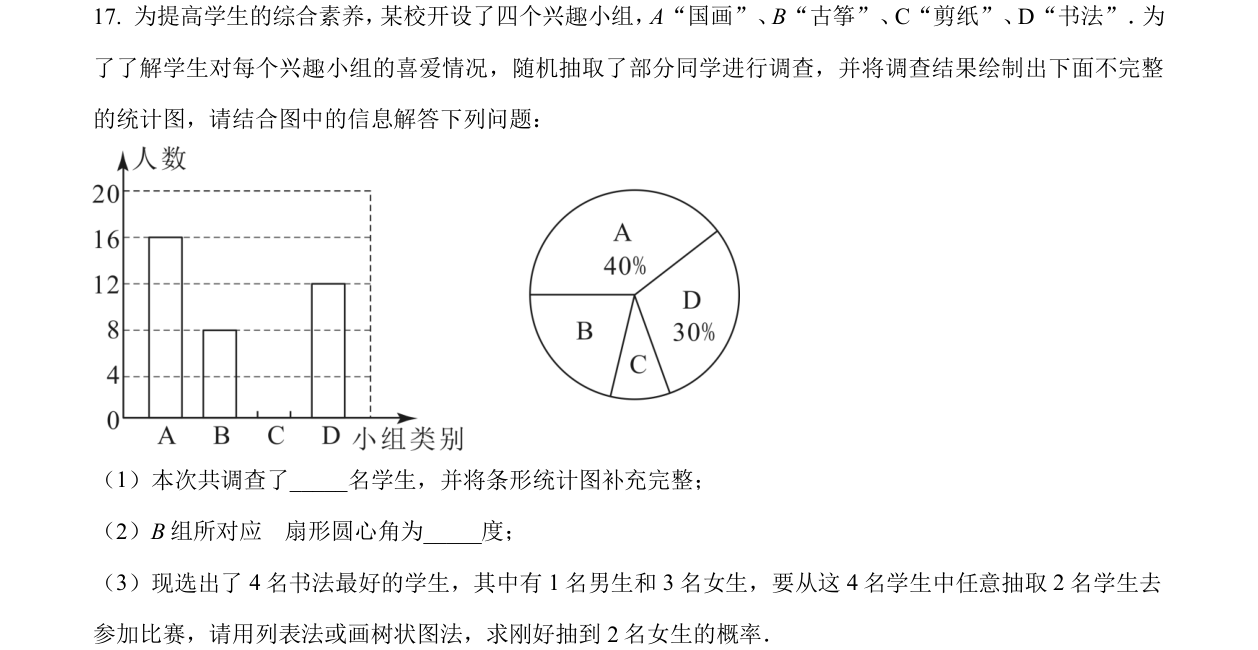 17. 为提高学生的综合素养，某校开设了四个兴趣小组，A“国画”、B“古筝”、C“剪纸”、D“书法”．为
了了解学生对每个兴趣小组的喜爱情况，随机抽取了部分同学进行调查，并将调查结果绘制出下面不完整
的统计图，请结合图中的信息解答下列问题：
人数
20
16
12
8
4
0
A B C D 小组类别
A
40%
D
30%
B
C
（1）本次共调查了_____名学生，并将条形统计图补充完整；
（2）B 组所对应 扇形圆心角为_____度；
（3）现选出了 4 名书法最好的学生，其中有 1 名男生和 3 名女生，要从这 4 名学生中任意抽取 2 名学生去
参加比赛，请用列表法或画树状图法，求刚好抽到 2 名女生的概率．